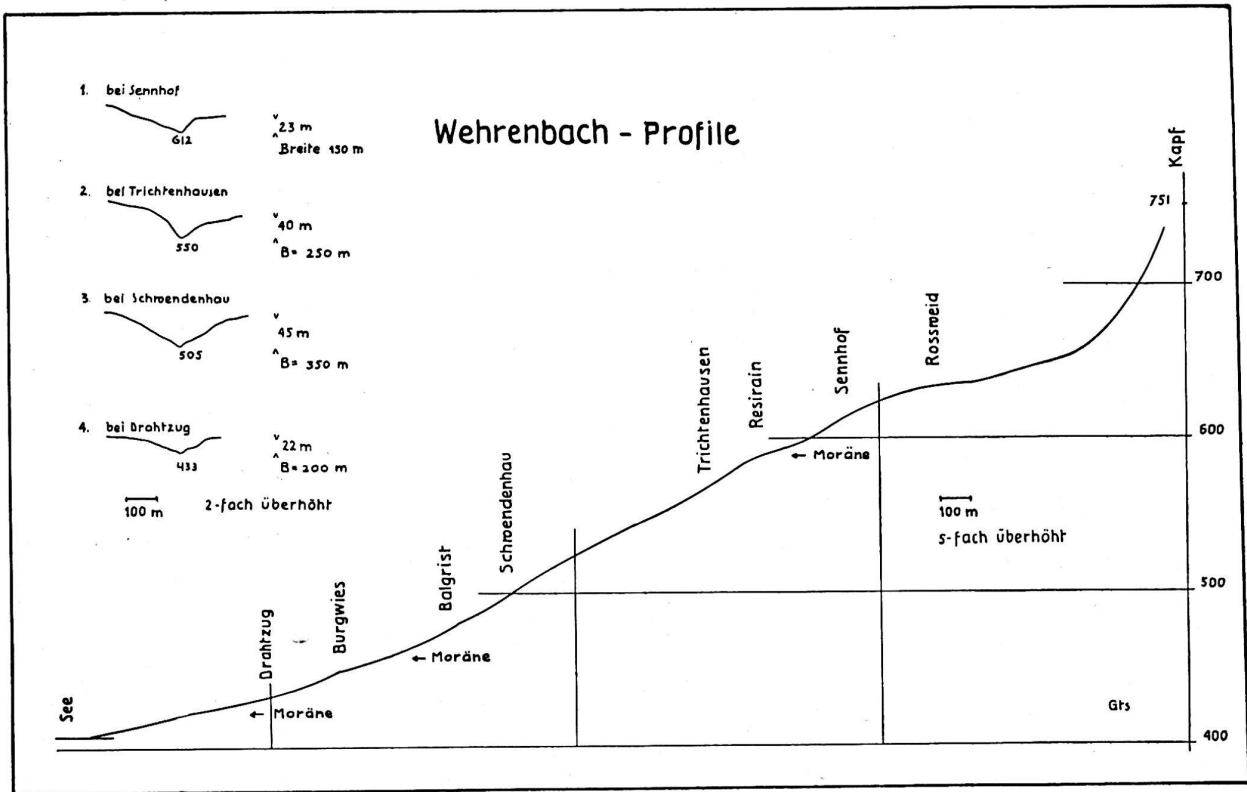 Wehrenbach - Profile
1. bei Sennhof
612
23 m
Breite 150 m
2. bei Trichtenhausen
550
40 m
B= 250 m
3. bei Schwendenhau
505
45 m
B= 350 m
4. bei Drahtzug
433
22 m
B= 200 m
100 m
2-fach überhöht
See
Drahtzug
Burgwies
Balgrist
Schwendenhau
Trichtenhausen
Resirain
Sennhof
Rossweid
Kapf
751
700
600
500
400
← Moräne
← Moräne
← Moräne
100 m
5-fach überhöht
Gts